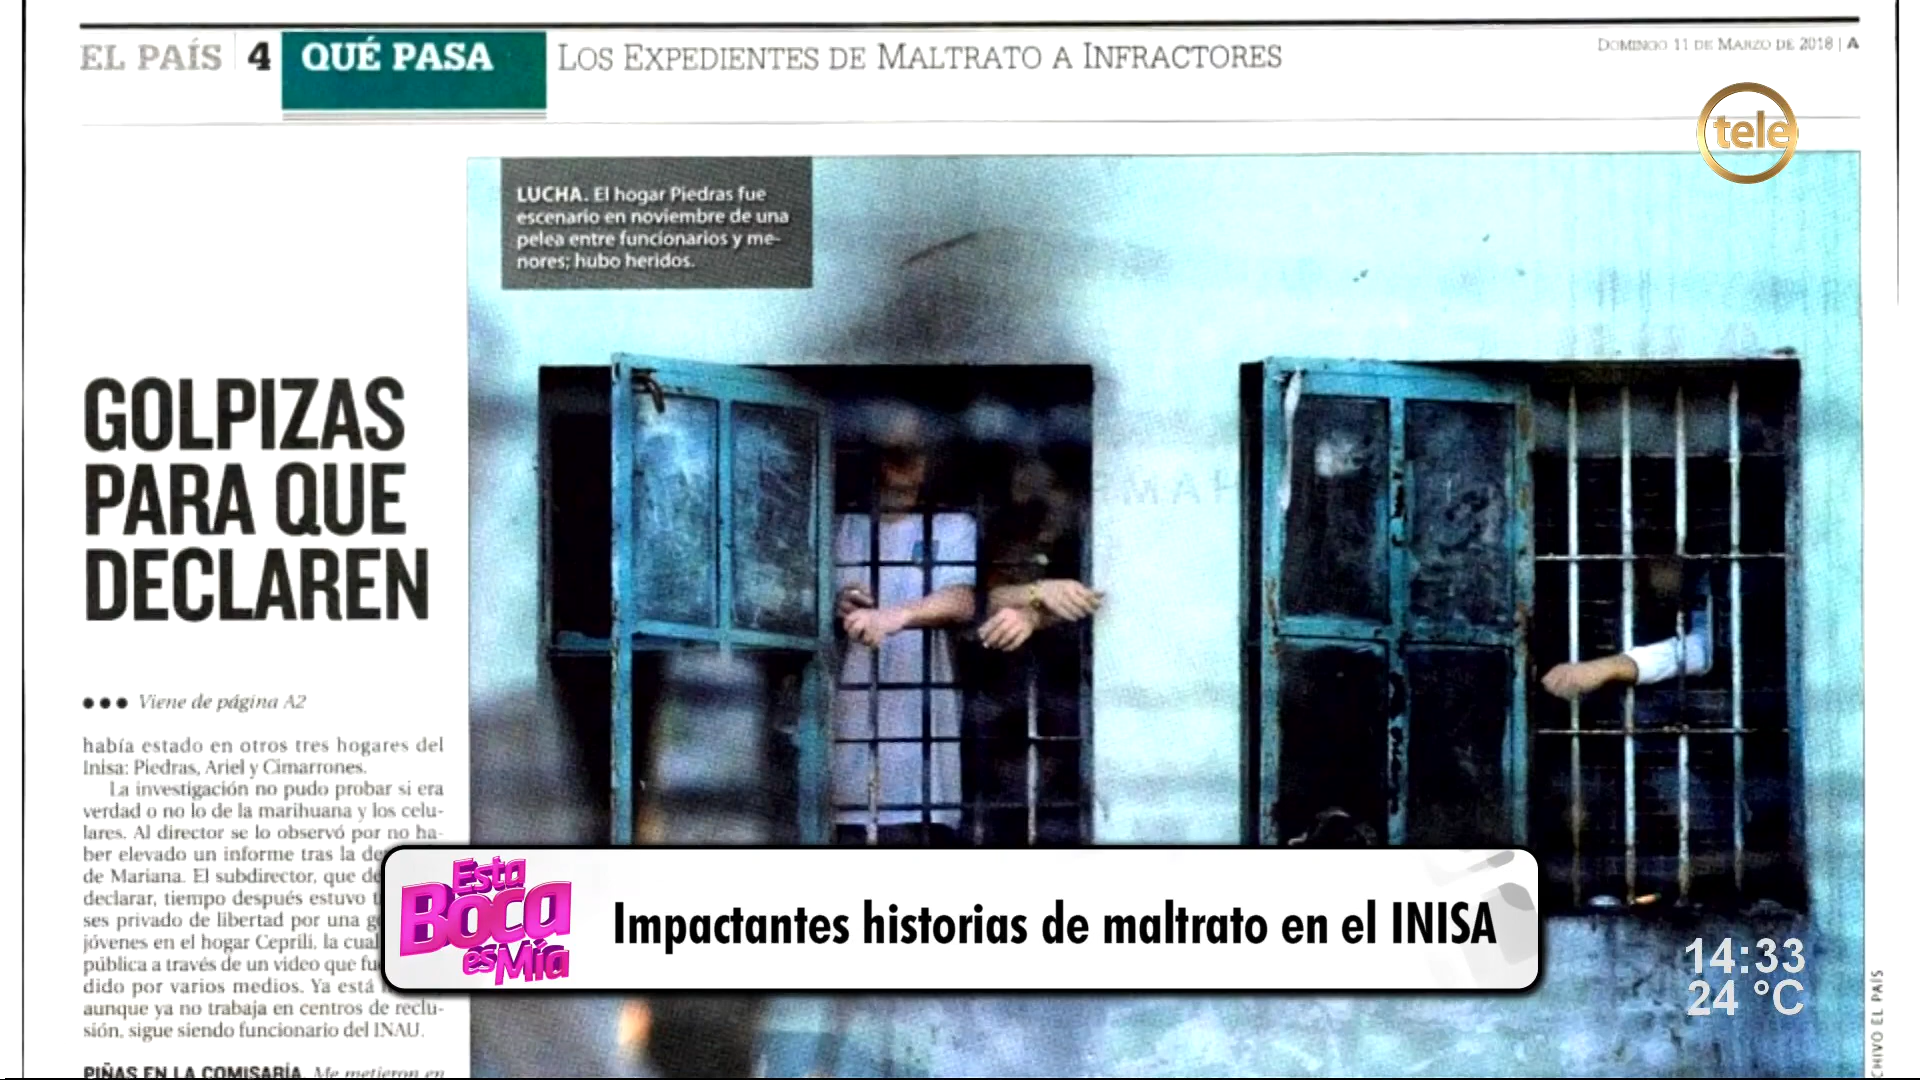 EL PAÍS 4 QUÉ PASA LOS EXPEDIENTES DE MALTRATO A INFRACTORES
DOMINGO 11 DE MARZO DE 2018 | A
tele
LUCHA. El hogar Piedras fue
escenario en noviembre de una
pelea entre funcionarios y me-
nores; hubo heridos.
GOLPIZAS
PARA QUE
DECLAREN
●●● Viene de página A2
había estado en otros tres hogares del
Inisa: Piedras, Ariel y Cimarrones.
La investigación no pudo probar si era
verdad o no lo de la marihuana y los celu-
lares. Al director se lo observó por no ha-
ber elevado un informe tras la de
de Mariana. El subdirector, que de
declarar, tiempo después estuvo
ses privado de libertad por una g
jóvenes en el hogar Ceprili, la cual
pública a través de un video que fu
dido por varios medios. Ya está
aunque ya no trabaja en centros de reclu-
sión, sigue siendo funcionario del INAU.
PIÑAS EN LA COMISARÍA. Me metieron en
Esta
Boca
es Mía
Impactantes historias de maltrato en el INISA
14:33
24 °C
CHIVO EL PAÍS